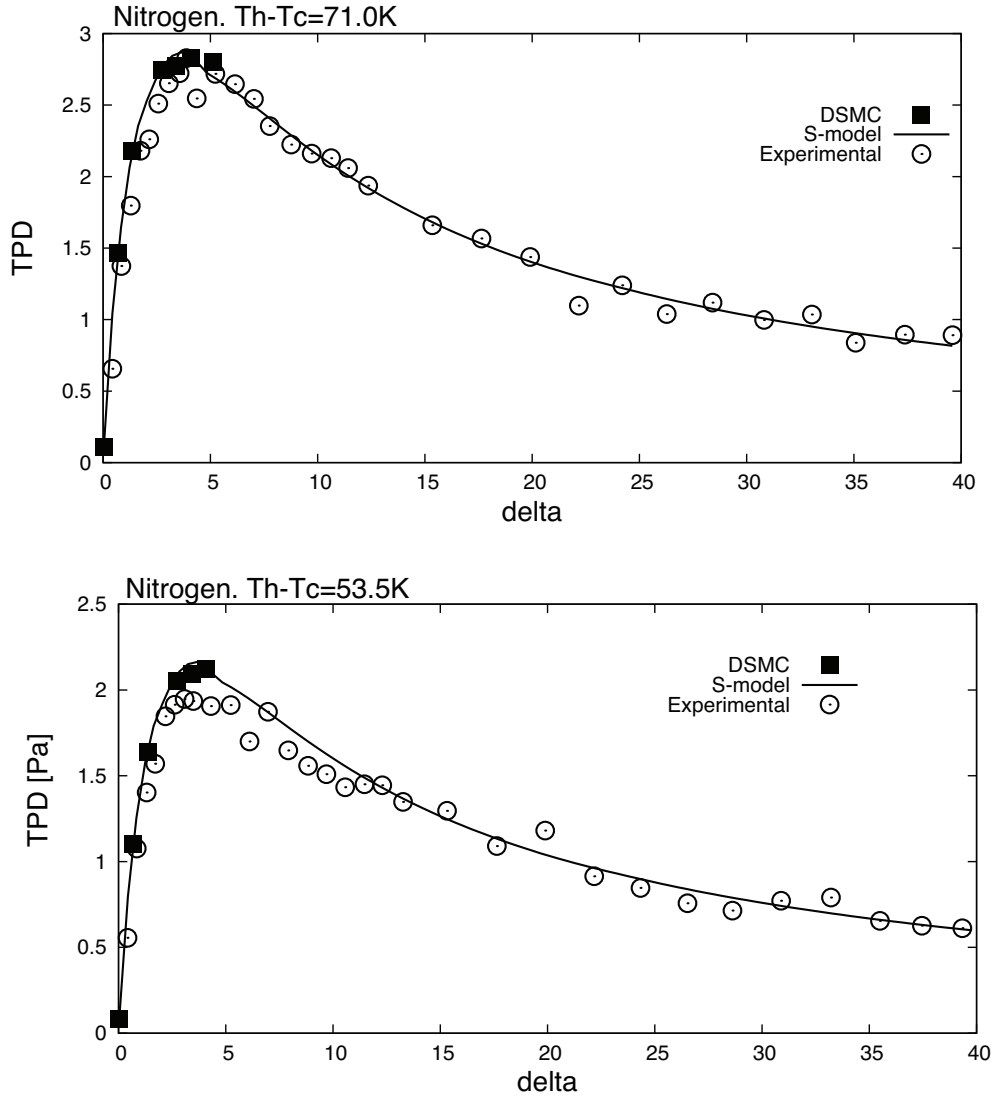 Nitrogen. Th-Tc=71.0K
3
2.5
2
1.5
1
0.5
0
TPD
DSMC
S-model
Experimental
0 5 10 15 20 25 30 35 40
delta
Nitrogen. Th-Tc=53.5K
2.5
2
1.5
1
0.5
0
TPD [Pa]
DSMC
S-model
Experimental
0 5 10 15 20 25 30 35 40
delta